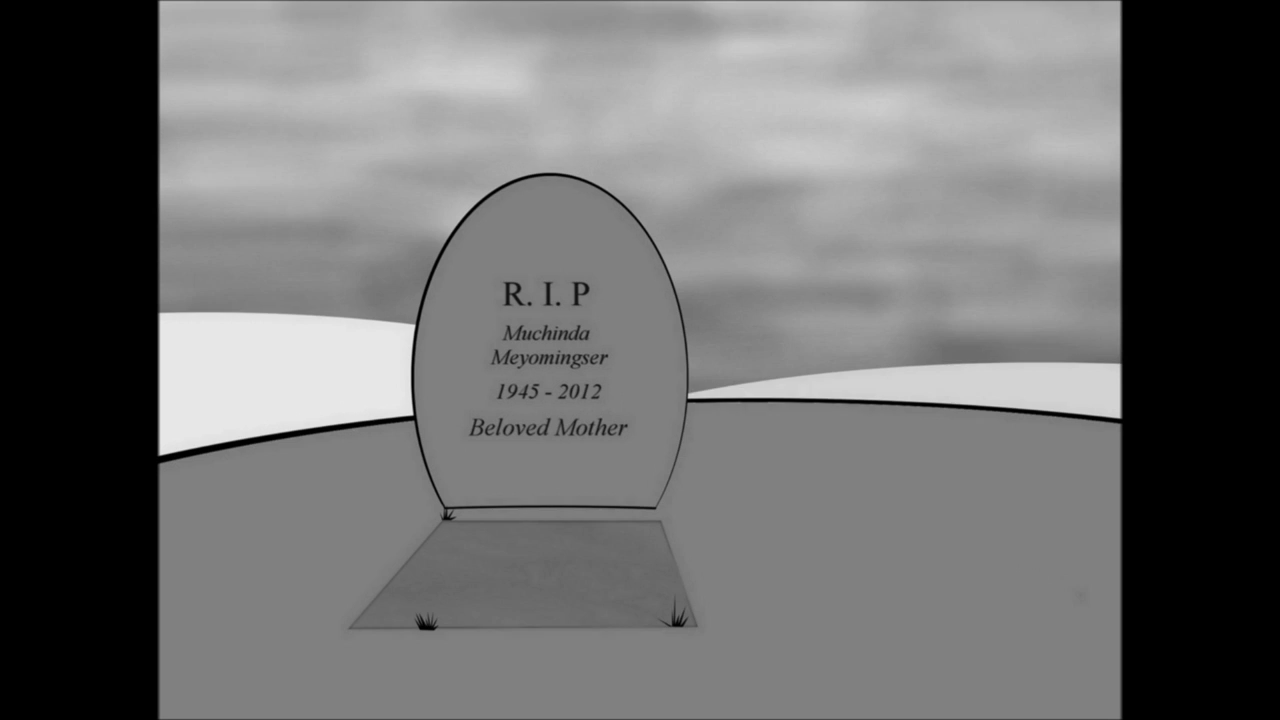 R. I. P
Muchinda
Meyomingser
1945 - 2012
Beloved Mother